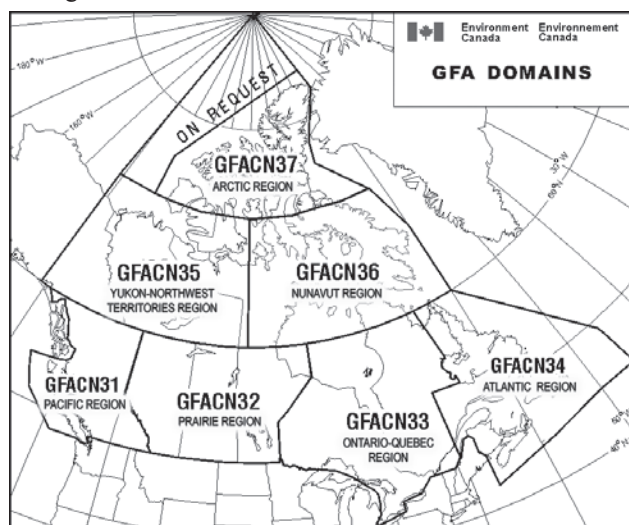 Environment Canada
Environnement Canada
GFA DOMAINS
180°W
ON REQUEST
GFACN37
ARCTIC REGION
30°W
GFACN35
YUKON-NORTHWEST
TERRITORIES REGION
GFACN36
NUNAVUT REGION
GFACN31
PACIFIC REGION
GFACN32
PRAIRIE REGION
GFACN33
ONTARIO-QUEBEC
REGION
GFACN34
ATLANTIC REGION